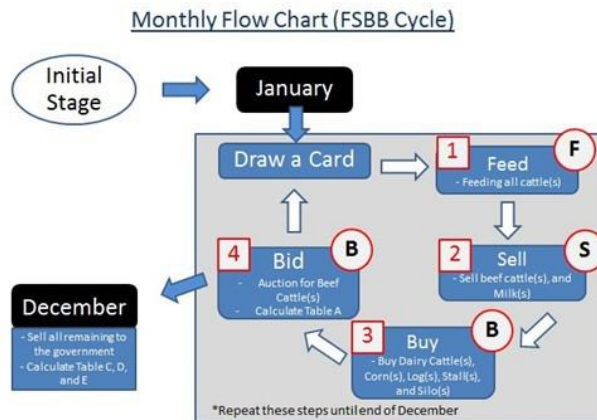 Monthly Flow Chart (FSBB Cycle)
Initial
Stage
January
Draw a Card
1
Feed
F
- Feeding all cattle(s)
2
Sell
S
- Sell beef cattle(s), and
Milk(s)
3
Buy
B
- Buy Dairy Cattle(s),
Corn(s), Log(s), Stall(s),
and Silo(s)
4
Bid
B
- Auction for Beef
Cattle(s)
- Calculate Table A
December
- Sell all remaining to
the government
- Calculate Table C, D,
and E
*Repeat these steps until end of December